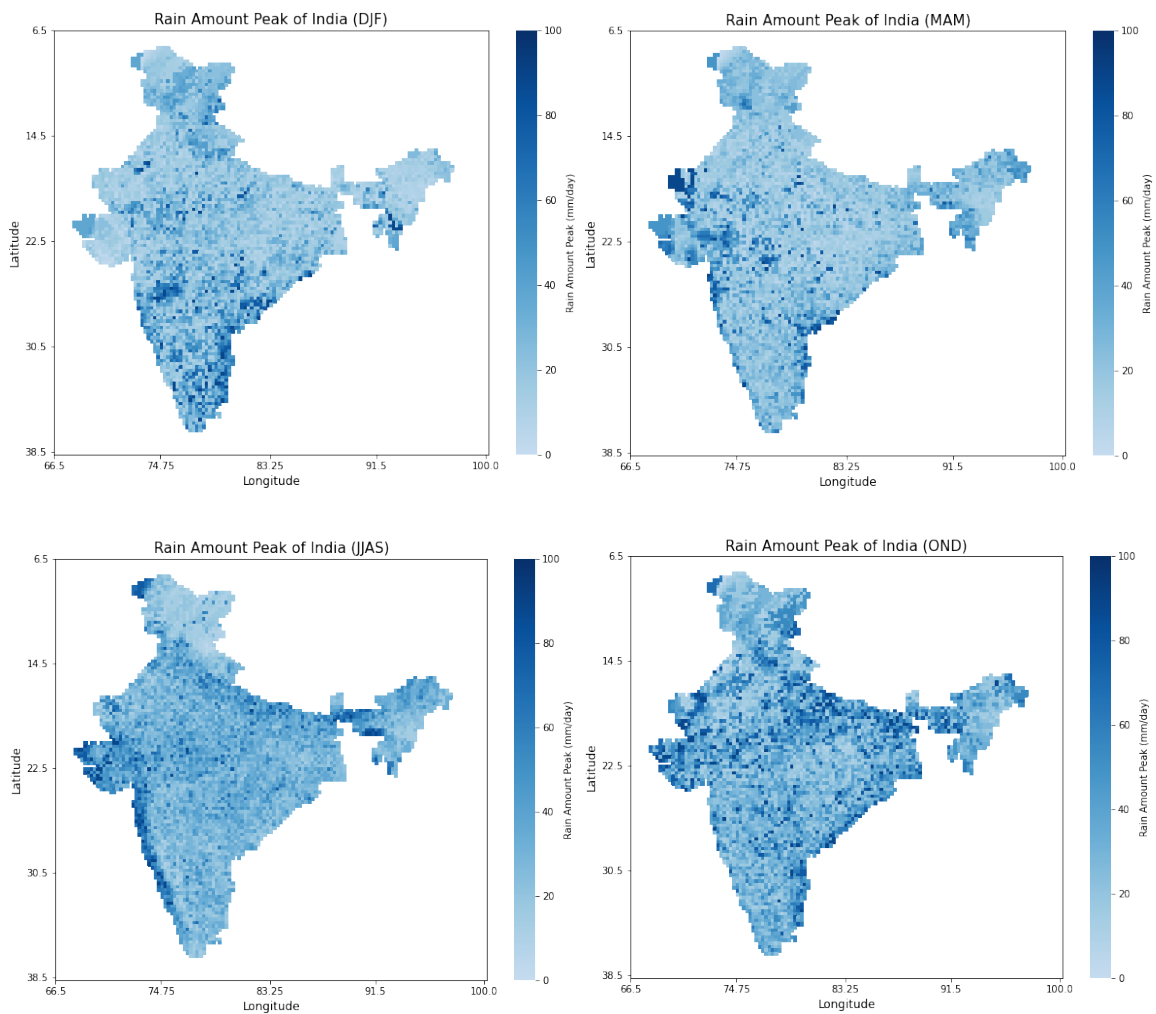 Rain Amount Peak of India (DJF)
6.5
14.5
22.5
30.5
38.5
Latitude
66.5 74.75 83.25 91.5 100.0
Longitude
100
80
60
40
20
0
Rain Amount Peak (mm/day)
Rain Amount Peak of India (MAM)
6.5
14.5
22.5
30.5
38.5
Latitude
66.5 74.75 83.25 91.5 100.0
Longitude
100
80
60
40
20
0
Rain Amount Peak (mm/day)
Rain Amount Peak of India (JJAS)
6.5
14.5
22.5
30.5
38.5
Latitude
66.5 74.75 83.25 91.5 100.0
Longitude
100
80
60
40
20
0
Rain Amount Peak (mm/day)
Rain Amount Peak of India (OND)
6.5
14.5
22.5
30.5
38.5
Latitude
66.5 74.75 83.25 91.5 100.0
Longitude
100
80
60
40
20
0
Rain Amount Peak (mm/day)